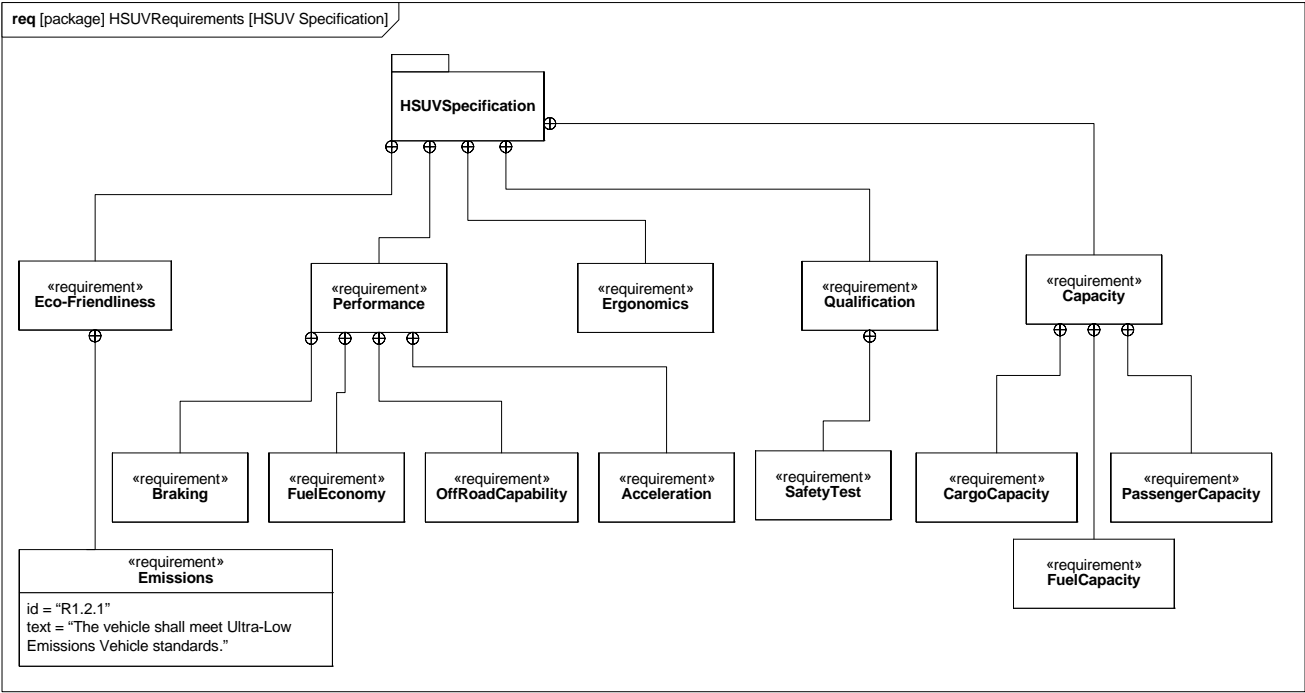 req [package] HSUVRequirements [HSUV Specification]
HSUVSpecification
«requirement»
Eco-Friendliness
«requirement»
Performance
«requirement»
Ergonomics
«requirement»
Qualification
«requirement»
Capacity
«requirement»
Braking
«requirement»
FuelEconomy
«requirement»
OffRoadCapability
«requirement»
Acceleration
«requirement»
SafetyTest
«requirement»
CargoCapacity
«requirement»
PassengerCapacity
«requirement»
Emissions
id = “R1.2.1”
text = “The vehicle shall meet Ultra-Low
Emissions Vehicle standards.”
«requirement»
FuelCapacity